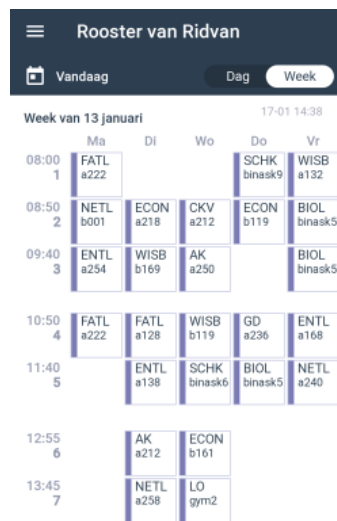 Rooster van Ridvan
Vandaag Dag Week
Week van 13 januari 17-01 14:38
Ma Di Wo Do Vr
08:00 FATL SCHK WISB
1 a222 binask9 a132
08:50 NETL ECON CKV ECON BIOL
2 b001 a218 a212 b119 binask5
09:40 ENTL WISB AK BIOL
3 a254 b169 a250 binask5
10:50 FATL FATL WISB GD ENTL
4 a222 a128 b119 a236 a168
11:40 ENTL SCHK BIOL NETL
5 a138 binask6 binask5 a240
12:55 AK ECON
6 a212 b161
13:45 NETL LO
7 a258 gym2